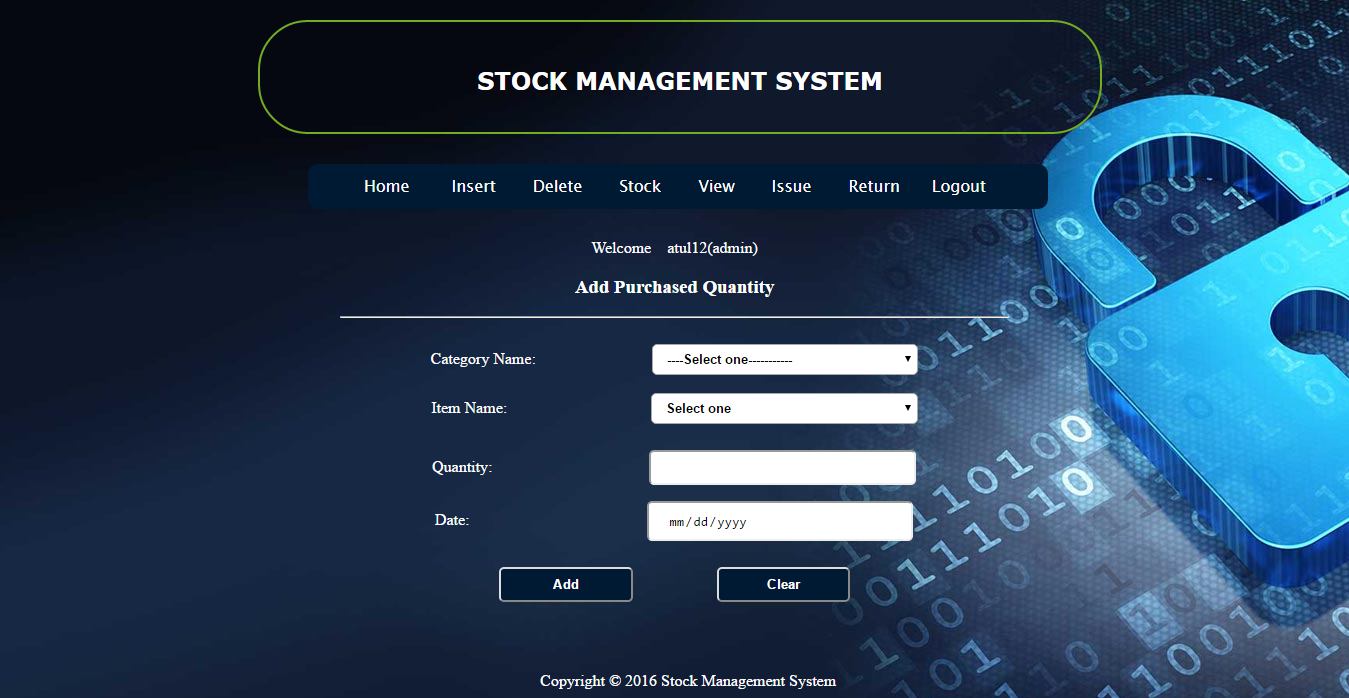 STOCK MANAGEMENT SYSTEM
Home Insert Delete Stock View Issue Return Logout
Welcome atul12(admin)
Add Purchased Quantity
Category Name: ----Select one-----------
Item Name: Select one
Quantity:
Date: mm/dd/yyyy
Add Clear
Copyright © 2016 Stock Management System